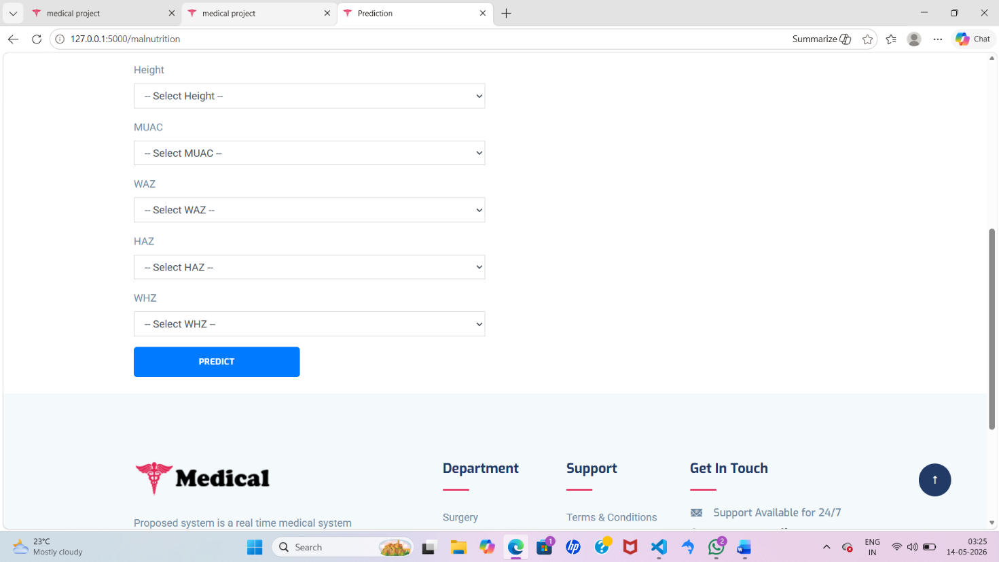 medical project
medical project
Prediction
127.0.0.1:5000/malnutrition
Summarize
Chat
Height
-- Select Height --
MUAC
-- Select MUAC --
WAZ
-- Select WAZ --
HAZ
-- Select HAZ --
WHZ
-- Select WHZ --
PREDICT
Medical
Proposed system is a real time medical system
Department
Surgery
Support
Terms & Conditions
Get In Touch
Support Available for 24/7
23°C
Mostly cloudy
Search
1
hp
2
W
ENG
IN
03:25
14-05-2026